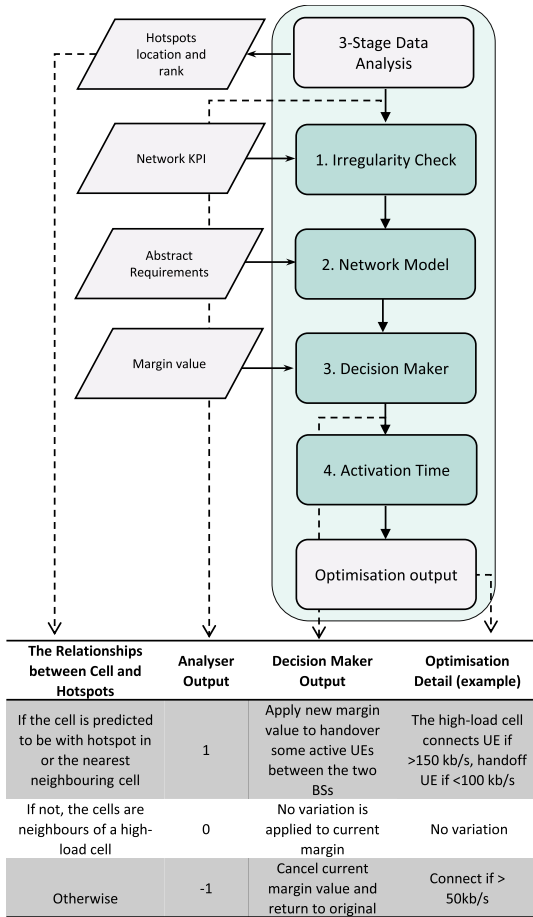 Hotspots
location and
rank
3-Stage Data
Analysis
Network KPI
1. Irregularity Check
Abstract
Requirements
2. Network Model
Margin value
3. Decision Maker
4. Activation Time
Optimisation output
The Relationships
between Cell and
Hotspots
Analyser
Output
Decision Maker
Output
Optimisation
Detail (example)
If the cell is predicted
to be with hotspot in
or the nearest
neighbouring cell
1
Apply new margin
value to handover
some active UEs
between the two
BSs
The high-load cell
connects UE if
>150 kb/s, handoff
UE if <100 kb/s
If not, the cells are
neighbours of a high-
load cell
0
No variation is
applied to current
margin
No variation
Otherwise
-1
Cancel current
margin value and
return to original
Connect if >
50kb/s